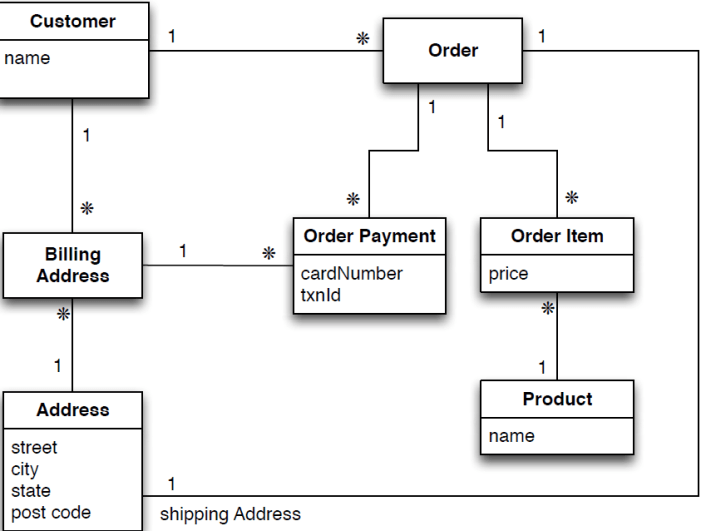 Customer
name
1
*
Order
1
1
1
1
*
*
*
Billing
Address
1
*
Order Payment
cardNumber
txnId
Order Item
price
*
1
*
1
Address
street
city
state
post code
Product
name
1
shipping Address